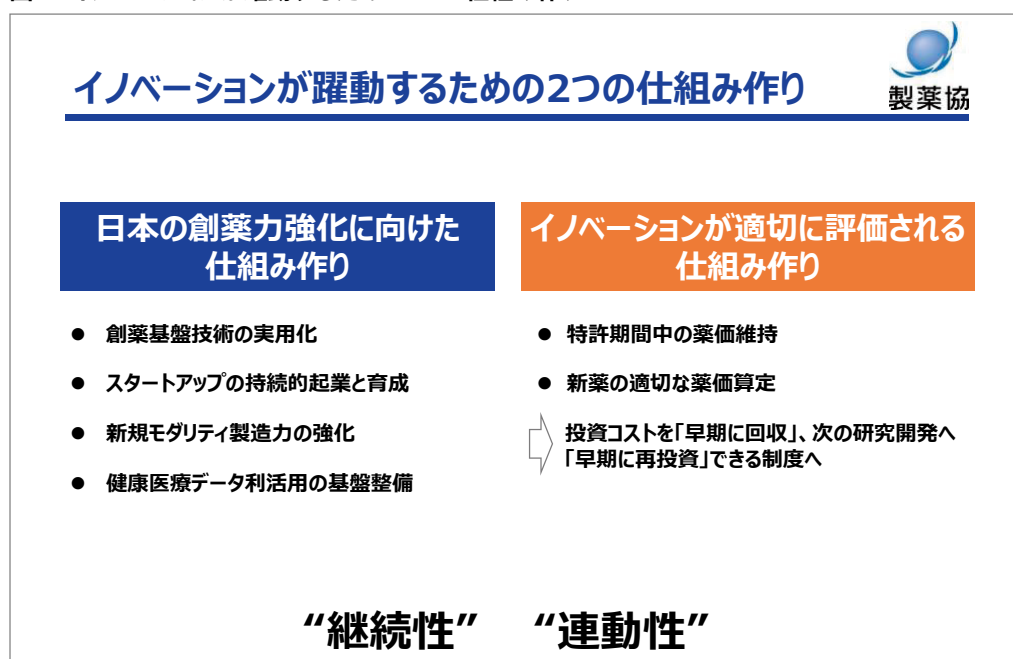 イノベーションが躍動するための2つの仕組み作り
製薬協
日本の創薬力強化に向けた
仕組み作り
● 創薬基盤技術の実用化
● スタートアップの持続的起業と育成
● 新規モダリティ製造力の強化
● 健康医療データ利活用の基盤整備
イノベーションが適切に評価される
仕組み作り
● 特許期間中の薬価維持
● 新薬の適切な薬価算定
投資コストを「早期に回収」、次の研究開発へ
「早期に再投資」できる制度へ
“継続性” “連動性”